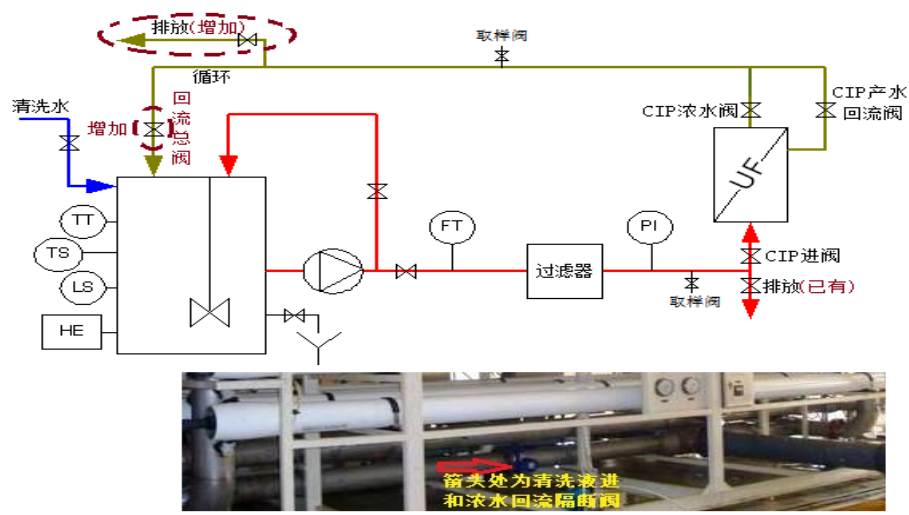 排放(增加)
取样阀
循环
清洗水
增加
回流总阀
CIP浓水阀
CIP产水
回流阀
TT
TS
LS
HE
FT
过滤器
PI
UF
取样阀
CIP进阀
排放(已有)
箭头处为清洗液进
和浓水回流隔断阀